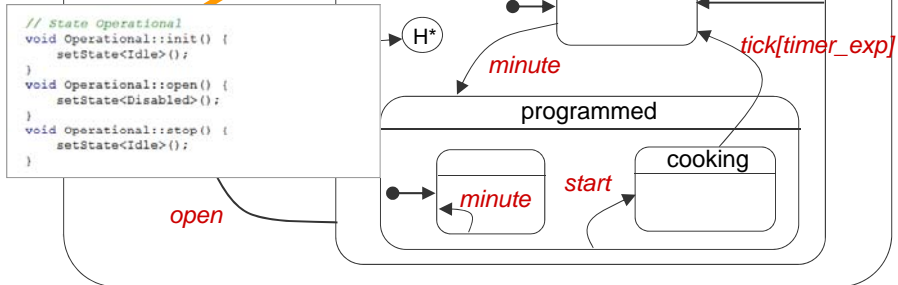 // State Operational
void Operational::init() {
    setState<Idle>();
}
void Operational::open() {
    setState<Disabled>();
}
void Operational::stop() {
    setState<Idle>();
}
H*
minute
tick[timer_exp]
programmed
cooking
minute
start
open